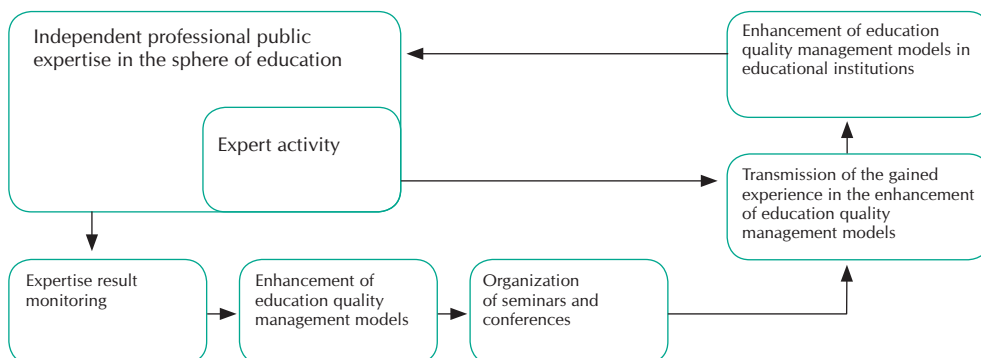 Independent professional public
expertise in the sphere of education
Expert activity
Enhancement of education
quality management models in
educational institutions
Transmission of the gained
experience in the enhancement
of education quality
management models
Expertise result
monitoring
Enhancement of
education quality
management models
Organization
of seminars and
conferences